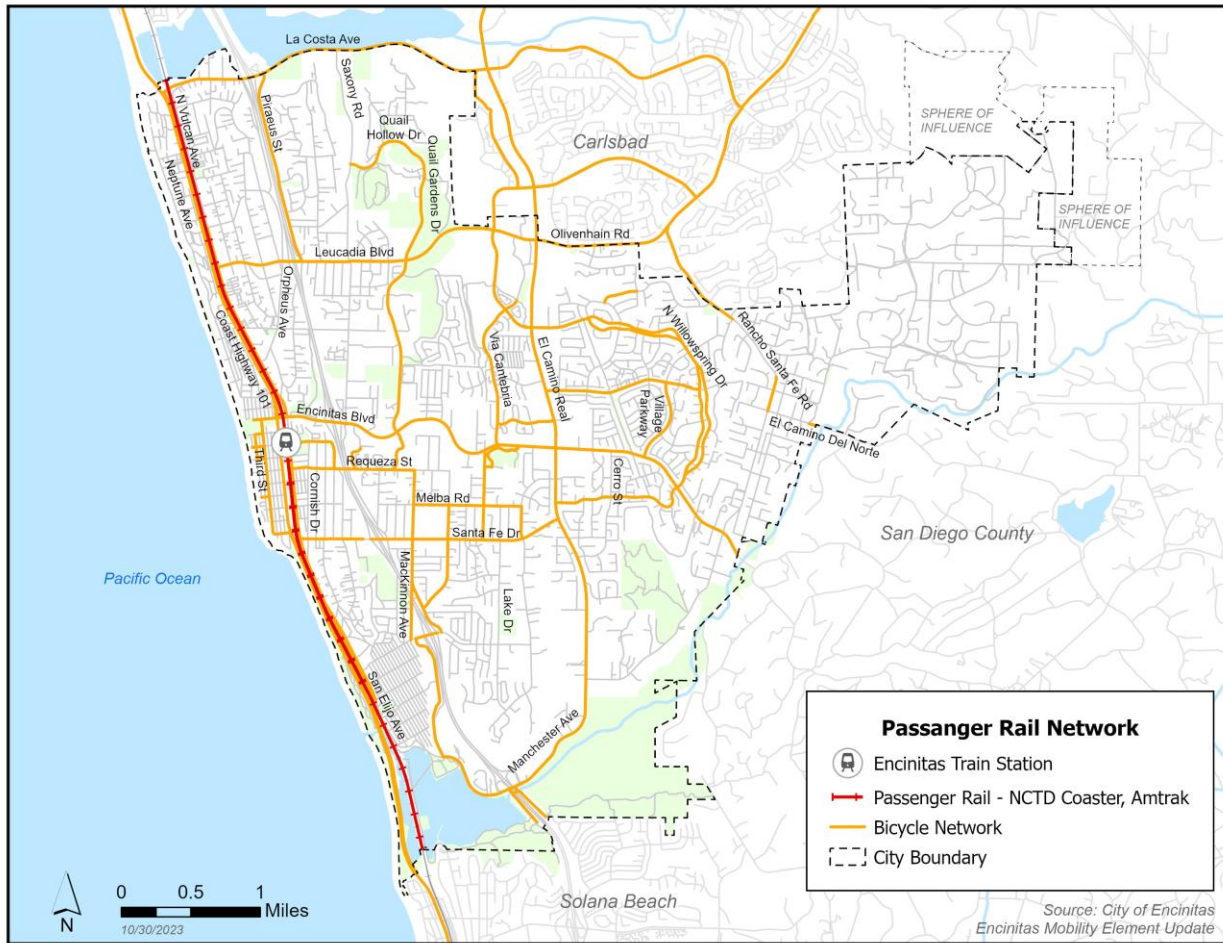 La Costa Ave
Saxony Rd
Piraeus St
N Vulcan Ave
Quail
Hollow Dr
Quail Gardens Dr
Carlsbad
SPHERE OF
INFLUENCE
SPHERE OF
INFLUENCE
Neptune Ave
Leucadia Blvd
Olivenhain Rd
Orpheus Ave
Coast Highway 101
Via Cantebria
El Camino Real
N Willowspring Dr
Rancho Santa Fe Rd
Village
Parkway
Encinitas Blvd
El Camino Del Norte
Third St
Cornish Dr
Requeza St
Cerro St
Melba Rd
Santa Fe Dr
San Diego County
Pacific Ocean
MacKinnon Ave
Lake Dr
San Elijo Ave
Manchester Ave
Solana Beach
Passanger Rail Network
Encinitas Train Station
Passenger Rail - NCTD Coaster, Amtrak
Bicycle Network
City Boundary
N
0 0.5 1
Miles
10/30/2023
Source: City of Encinitas
Encinitas Mobility Element Update